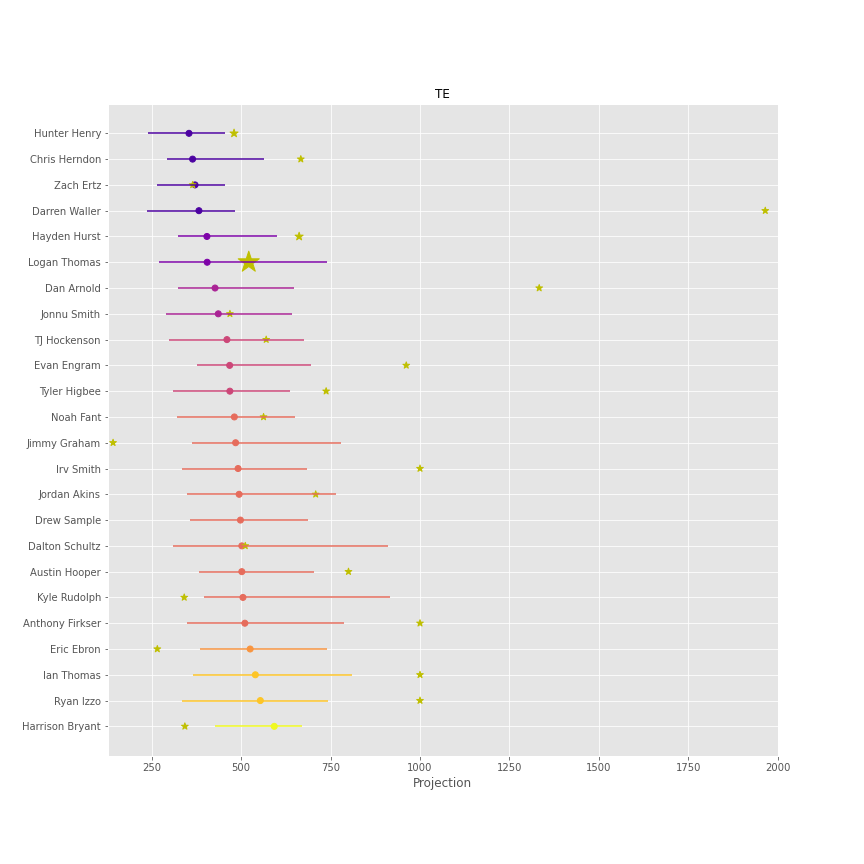 TE
Hunter Henry
Chris Herndon
Zach Ertz
Darren Waller
Hayden Hurst
Logan Thomas
Dan Arnold
Jonnu Smith
TJ Hockenson
Evan Engram
Tyler Higbee
Noah Fant
Jimmy Graham
Irv Smith
Jordan Akins
Drew Sample
Dalton Schultz
Austin Hooper
Kyle Rudolph
Anthony Firkser
Eric Ebron
Ian Thomas
Ryan Izzo
Harrison Bryant
250 500 750 1000 1250 1500 1750 2000
Projection